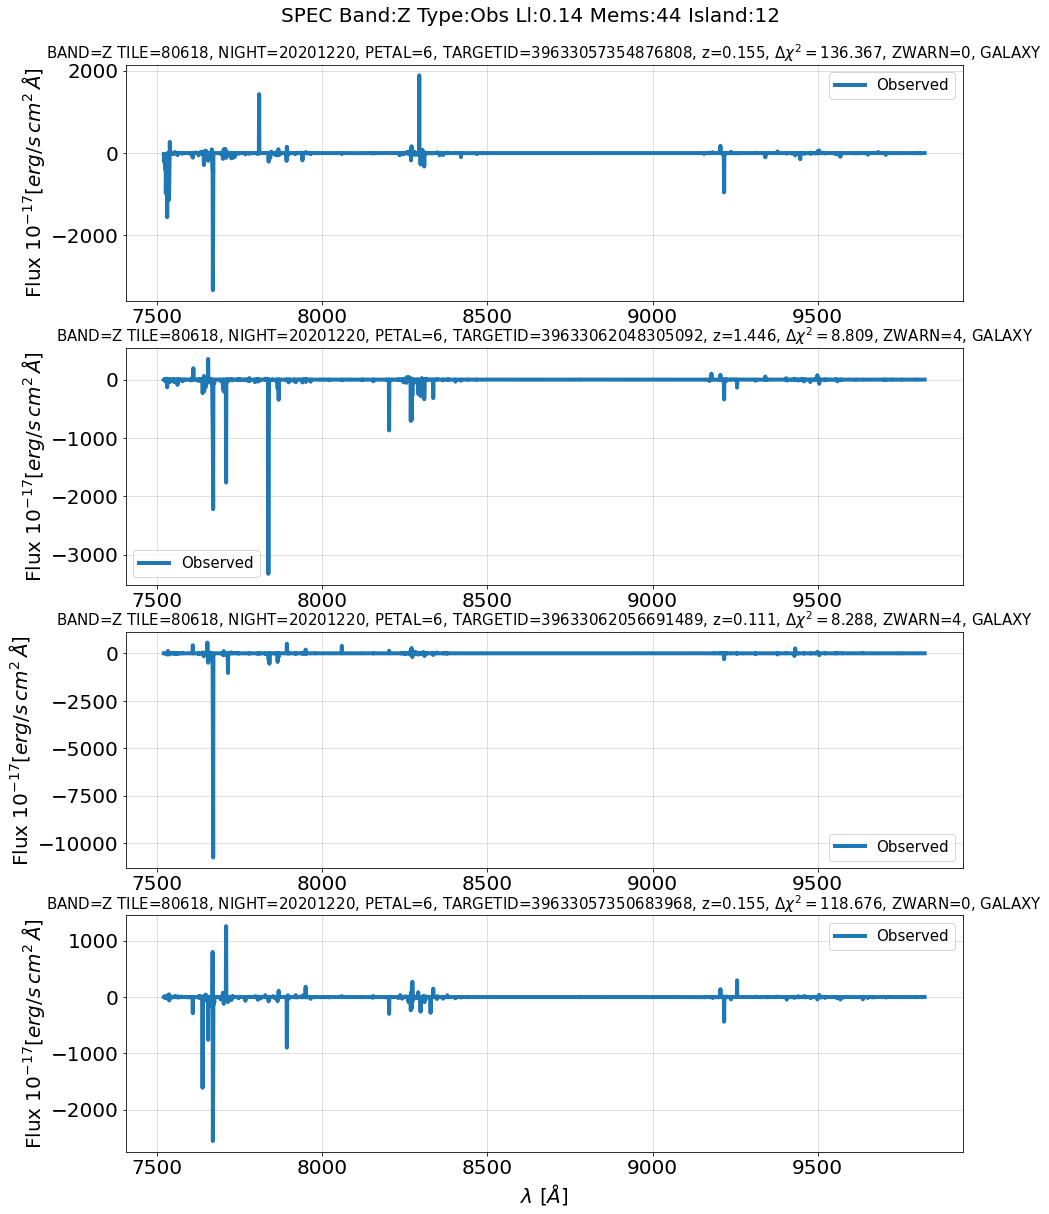 SPEC Band:Z Type:Obs Ll:0.14 Mems:44 Island:12
BAND=Z TILE=80618, NIGHT=20201220, PETAL=6, TARGETID=39633057354876808, z=0.155, Δχ² = 136.367, ZWARN=0, GALAXY
Flux 10⁻¹⁷[erg/s cm² Å]
2000
0
−2000
Observed
7500 8000 8500 9000 9500
BAND=Z TILE=80618, NIGHT=20201220, PETAL=6, TARGETID=39633062048305092, z=1.446, Δχ² = 8.809, ZWARN=4, GALAXY
Flux 10⁻¹⁷[erg/s cm² Å]
0
−1000
−2000
−3000
Observed
7500 8000 8500 9000 9500
BAND=Z TILE=80618, NIGHT=20201220, PETAL=6, TARGETID=39633062056691489, z=0.111, Δχ² = 8.288, ZWARN=4, GALAXY
Flux 10⁻¹⁷[erg/s cm² Å]
0
−2500
−5000
−7500
−10000
Observed
7500 8000 8500 9000 9500
BAND=Z TILE=80618, NIGHT=20201220, PETAL=6, TARGETID=39633057350683968, z=0.155, Δχ² = 118.676, ZWARN=0, GALAXY
Flux 10⁻¹⁷[erg/s cm² Å]
1000
0
−1000
−2000
Observed
7500 8000 8500 9000 9500
λ [Å]